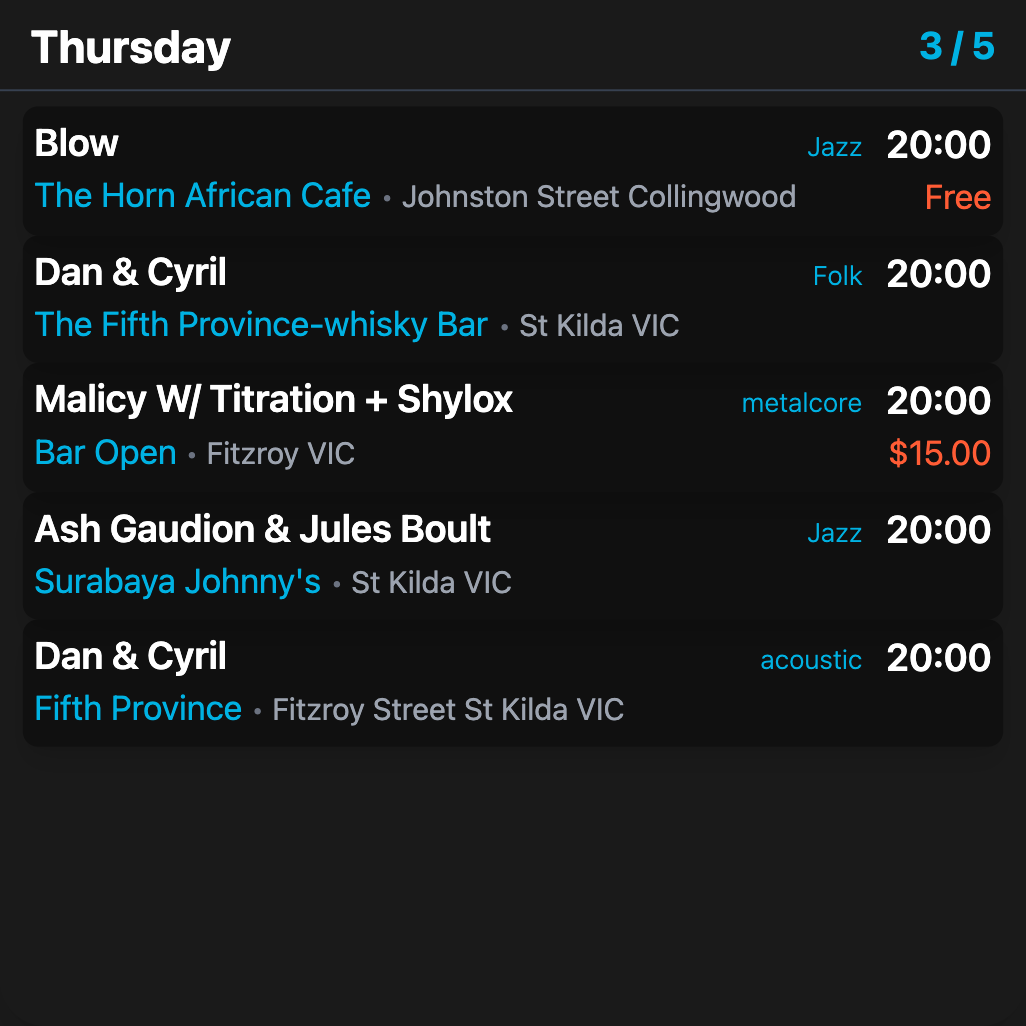 Thursday 3 / 5
Blow Jazz 20:00
The Horn African Cafe • Johnston Street Collingwood Free
Dan & Cyril Folk 20:00
The Fifth Province-whisky Bar • St Kilda VIC
Malicy W/ Titration + Shylox metalcore 20:00
Bar Open • Fitzroy VIC $15.00
Ash Gaudion & Jules Boult Jazz 20:00
Surabaya Johnny's • St Kilda VIC
Dan & Cyril acoustic 20:00
Fifth Province • Fitzroy Street St Kilda VIC